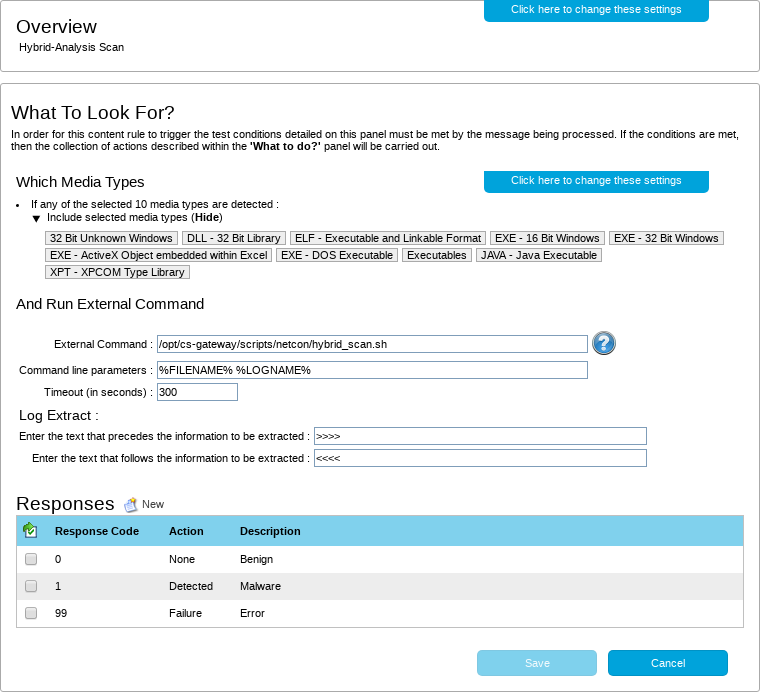 Overview
Click here to change these settings
Hybrid-Analysis Scan
What To Look For?
In order for this content rule to trigger the test conditions detailed on this panel must be met by the message being processed. If the conditions are met,
then the collection of actions described within the 'What to do?' panel will be carried out.
Which Media Types
Click here to change these settings
• If any of the selected 10 media types are detected :
▼ Include selected media types (Hide)
32 Bit Unknown Windows DLL - 32 Bit Library ELF - Executable and Linkable Format EXE - 16 Bit Windows EXE - 32 Bit Windows
EXE - ActiveX Object embedded within Excel EXE - DOS Executable Executables JAVA - Java Executable
XPT - XPCOM Type Library
And Run External Command
External Command : /opt/cs-gateway/scripts/netcon/hybrid_scan.sh ?
Command line parameters : %FILENAME% %LOGNAME%
Timeout (in seconds) : 300
Log Extract :
Enter the text that precedes the information to be extracted : >>>>
Enter the text that follows the information to be extracted : <<<<
Responses New
Response Code Action Description
0 None Benign
1 Detected Malware
99 Failure Error
Save Cancel